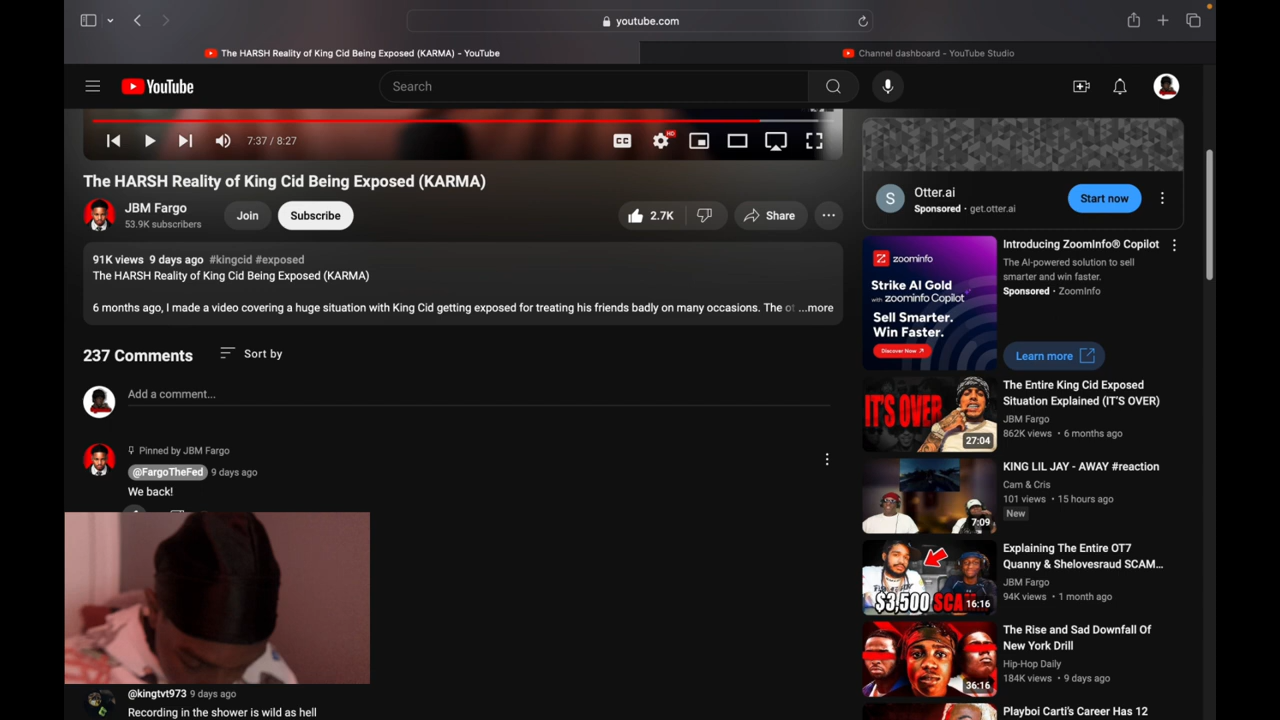 youtube.com
The HARSH Reality of King Cid Being Exposed (KARMA) - YouTube
Channel dashboard - YouTube Studio
YouTube
Search
7:37 / 8:27
CC
HD
The HARSH Reality of King Cid Being Exposed (KARMA)
JBM Fargo
53.9K subscribers
Join
Subscribe
2.7K
Share
91K views 9 days ago #kingcid #exposed
The HARSH Reality of King Cid Being Exposed (KARMA)
6 months ago, I made a video covering a huge situation with King Cid getting exposed for treating his friends badly on many occasions. The ...more
237 Comments
Sort by
Add a comment...
Pinned by JBM Fargo
@FargoTheFed 9 days ago
We back!
@kingtvt973 9 days ago
Recording in the shower is wild as hell
S
Otter.ai
Sponsored · get.otter.ai
Start now
zoominfo
Strike AI Gold
with zoominfo Copilot
Sell Smarter.
Win Faster.
Discover Now
Introducing ZoomInfo® Copilot
The AI-powered solution to sell
smarter and win faster.
Sponsored · ZoomInfo
Learn more
IT'S OVER
27:04
The Entire King Cid Exposed
Situation Explained (IT'S OVER)
JBM Fargo
862K views · 6 months ago
7:09
KING LIL JAY - AWAY #reaction
Cam & Cris
101 views · 15 hours ago
New
$3,500 SCAM
16:16
Explaining The Entire OT7
Quanny & Shelovesraud SCAM...
JBM Fargo
94K views · 1 month ago
36:16
The Rise and Sad Downfall Of
New York Drill
Hip-Hop Daily
184K views · 9 days ago
Playboi Carti's Career Has 12